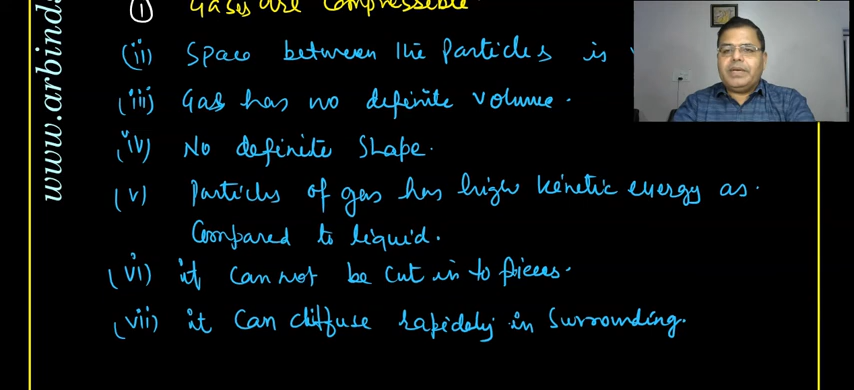 www.arbinds
(i) Gases are compressible.
(ii) Space between the Particles is
(iii) Gas has no definite volume.
(iv) No definite shape.
(v) Particles of gas has high kinetic energy as.
Compared to liquid.
(vi) it can not be cut in to pieces.
(vii) it can diffuse rapidely in surrounding.